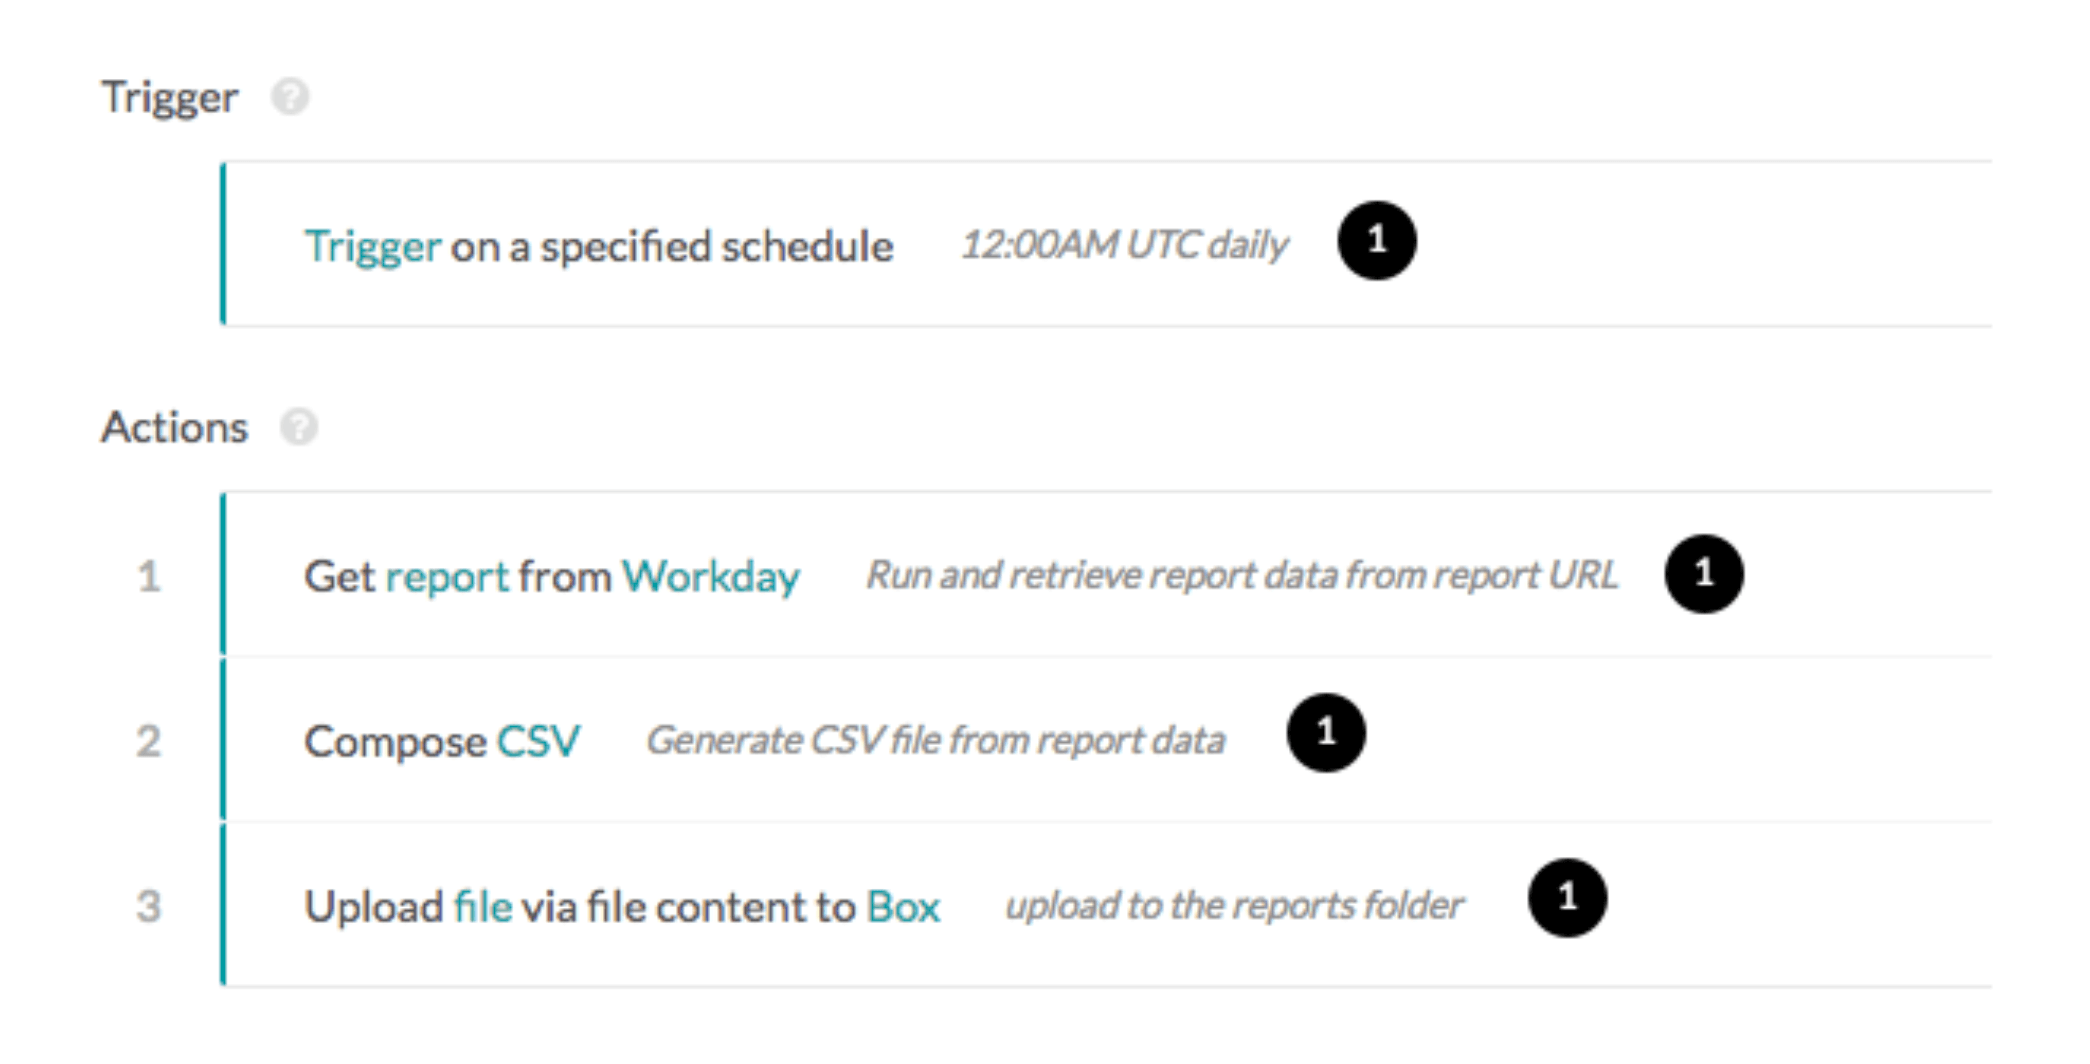 Trigger ?
Trigger on a specified schedule 12:00AM UTC daily 1
Actions ?
1 Get report from Workday Run and retrieve report data from report URL 1
2 Compose CSV Generate CSV file from report data 1
3 Upload file via file content to Box upload to the reports folder 1